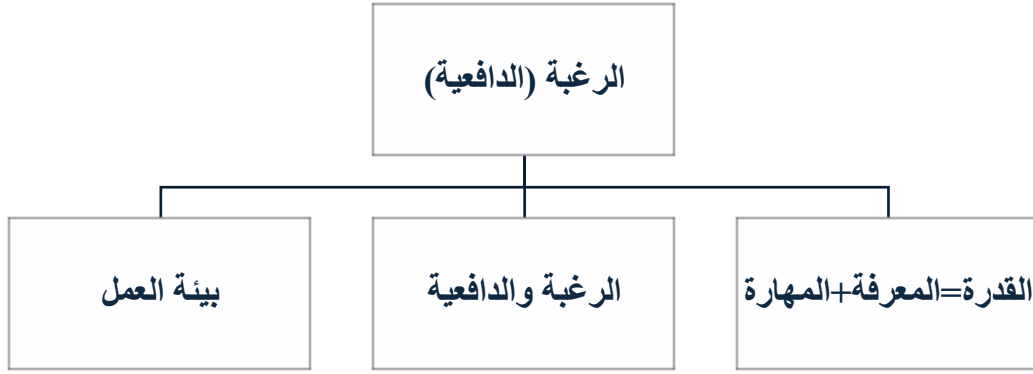 الرغبة (الدافعية)
القدرة=المعرفة+المهارة
الرغبة والدافعية
بيئة العمل